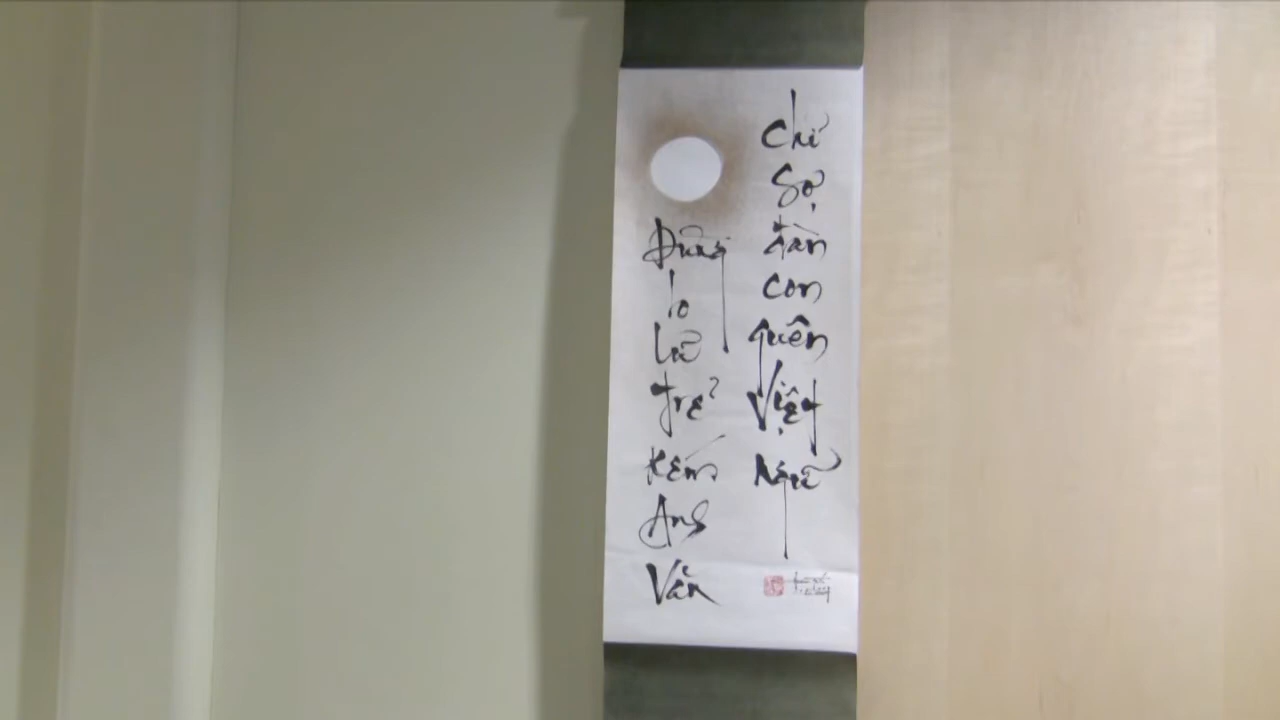 Đừng
lo
lũ
trẻ
kém
Anh
Văn
Chỉ
sợ
đàn
con
quên
Việt
Ngữ